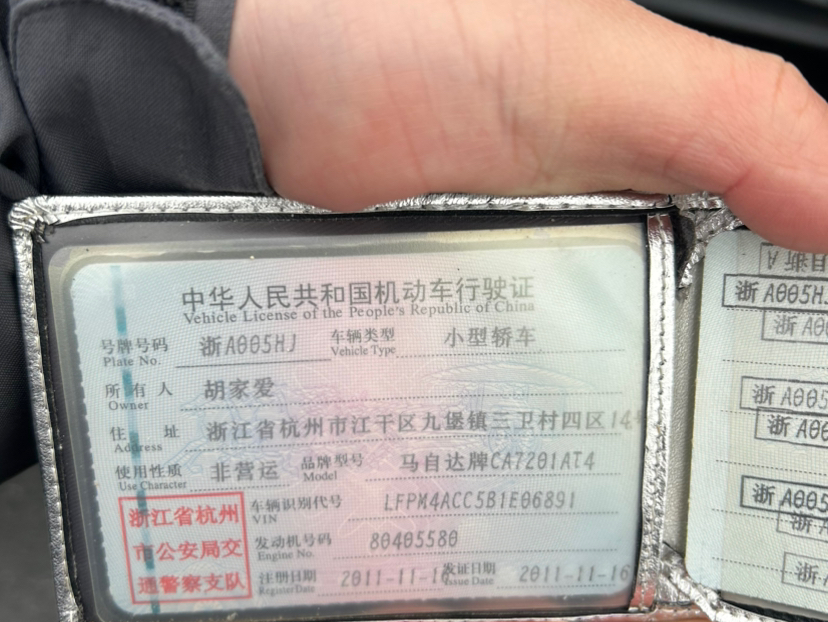 中华人民共和国机动车行驶证
Vehicle License of the People's Republic of China
号牌号码 浙A005HJ 车辆类型 小型轿车
Plate No. Vehicle Type
所有人 胡家爱
Owner
住址 浙江省杭州市江干区九堡镇三卫村四区14
Address
使用性质 非营运 品牌型号 马自达牌CA7201AT4
Use Character Model
浙江省杭州
市公安局交
通警察支队
车辆识别代号 LFPM4ACC5B1E06891
VIN
发动机号码 80405580
Engine No.
注册日期 2011-11-16 发证日期 2011-11-16
Register Date Issue Date
浙A005HJ
浙A00
浙A005
浙A00
浙A005
浙
浙